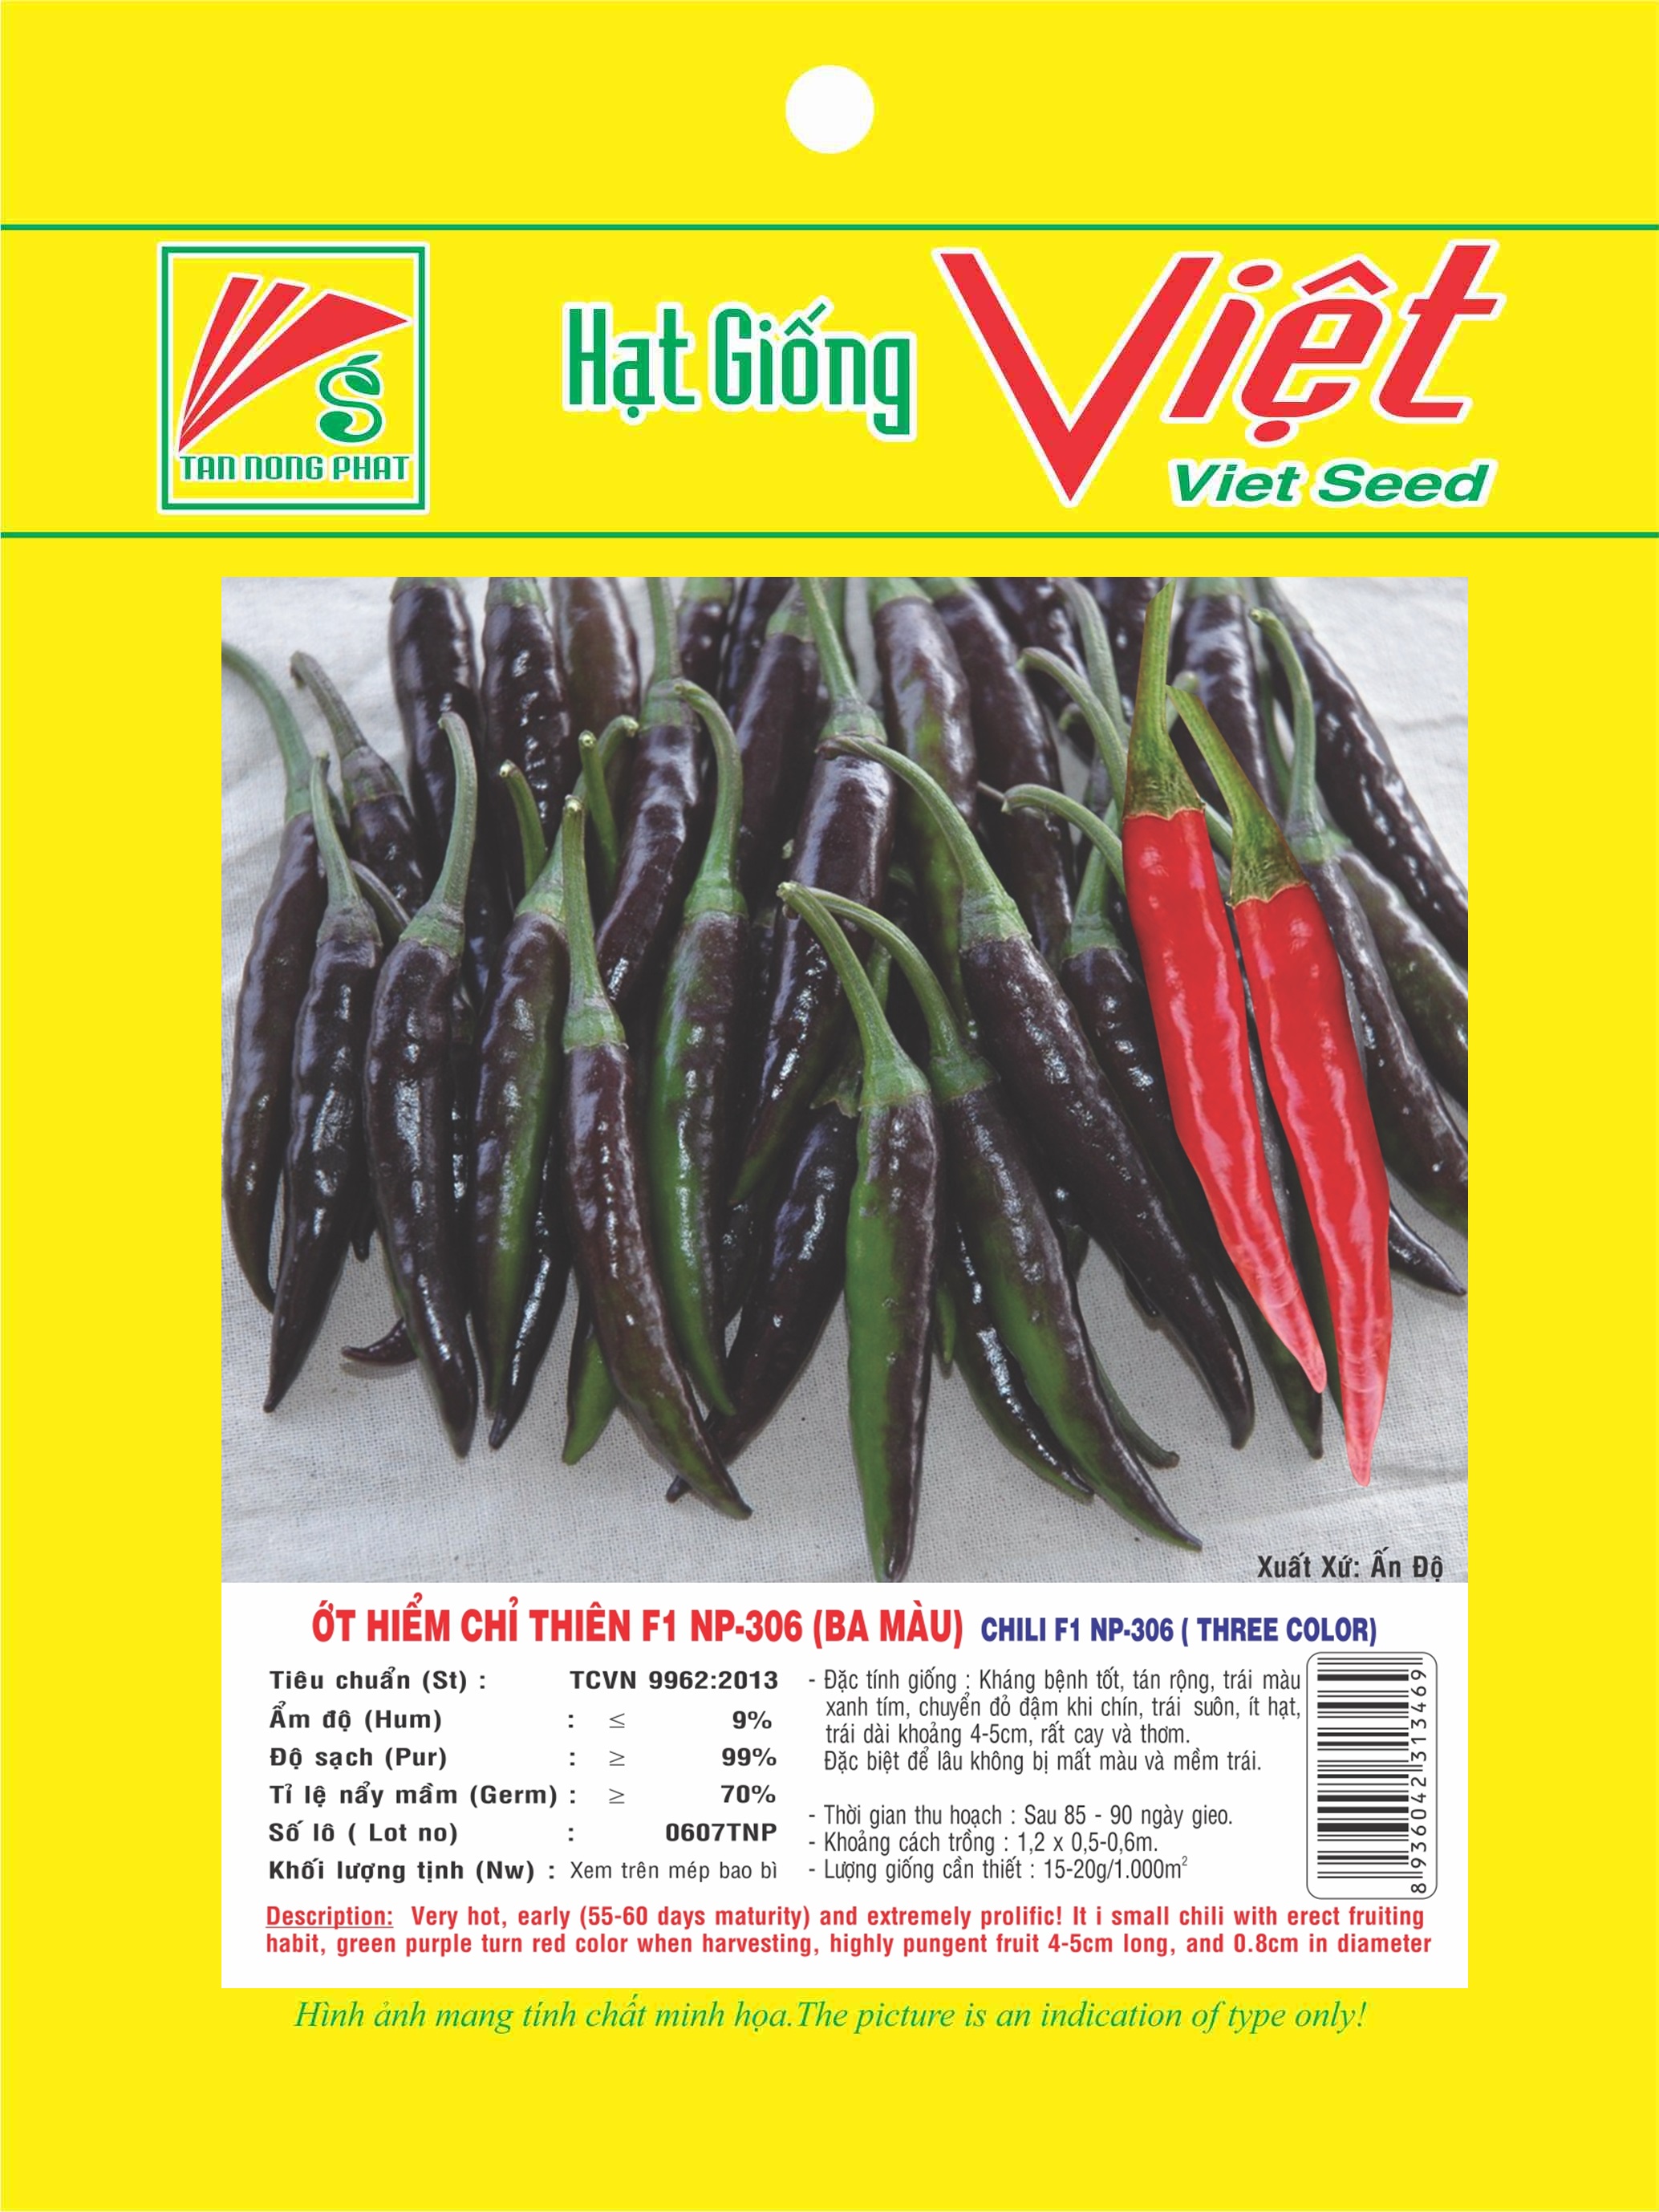 TAN NONG PHAT
Hạt Giống Việt
Viet Seed
Xuất Xứ: Ấn Độ
ỚT HIỂM CHỈ THIÊN F1 NP-306 (BA MÀU) CHILI F1 NP-306 ( THREE COLOR)
Tiêu chuẩn (St) : TCVN 9962:2013
Ẩm độ (Hum) : ≤ 9%
Độ sạch (Pur) : ≥ 99%
Tỉ lệ nẩy mầm (Germ) : ≥ 70%
Số lô ( Lot no) : 0607TNP
Khối lượng tịnh (Nw) : Xem trên mép bao bì
- Đặc tính giống : Kháng bệnh tốt, tán rộng, trái màu
xanh tím, chuyển đỏ đậm khi chín, trái suôn, ít hạt,
trái dài khoảng 4-5cm, rất cay và thơm.
Đặc biệt để lâu không bị mất màu và mềm trái.
- Thời gian thu hoạch : Sau 85 - 90 ngày gieo.
- Khoảng cách trồng : 1,2 x 0,5-0,6m.
- Lượng giống cần thiết : 15-20g/1.000m²
8936042313469
Description: Very hot, early (55-60 days maturity) and extremely prolific! It i small chili with erect fruiting
habit, green purple turn red color when harvesting, highly pungent fruit 4-5cm long, and 0.8cm in diameter
Hình ảnh mang tính chất minh họa.The picture is an indication of type only!